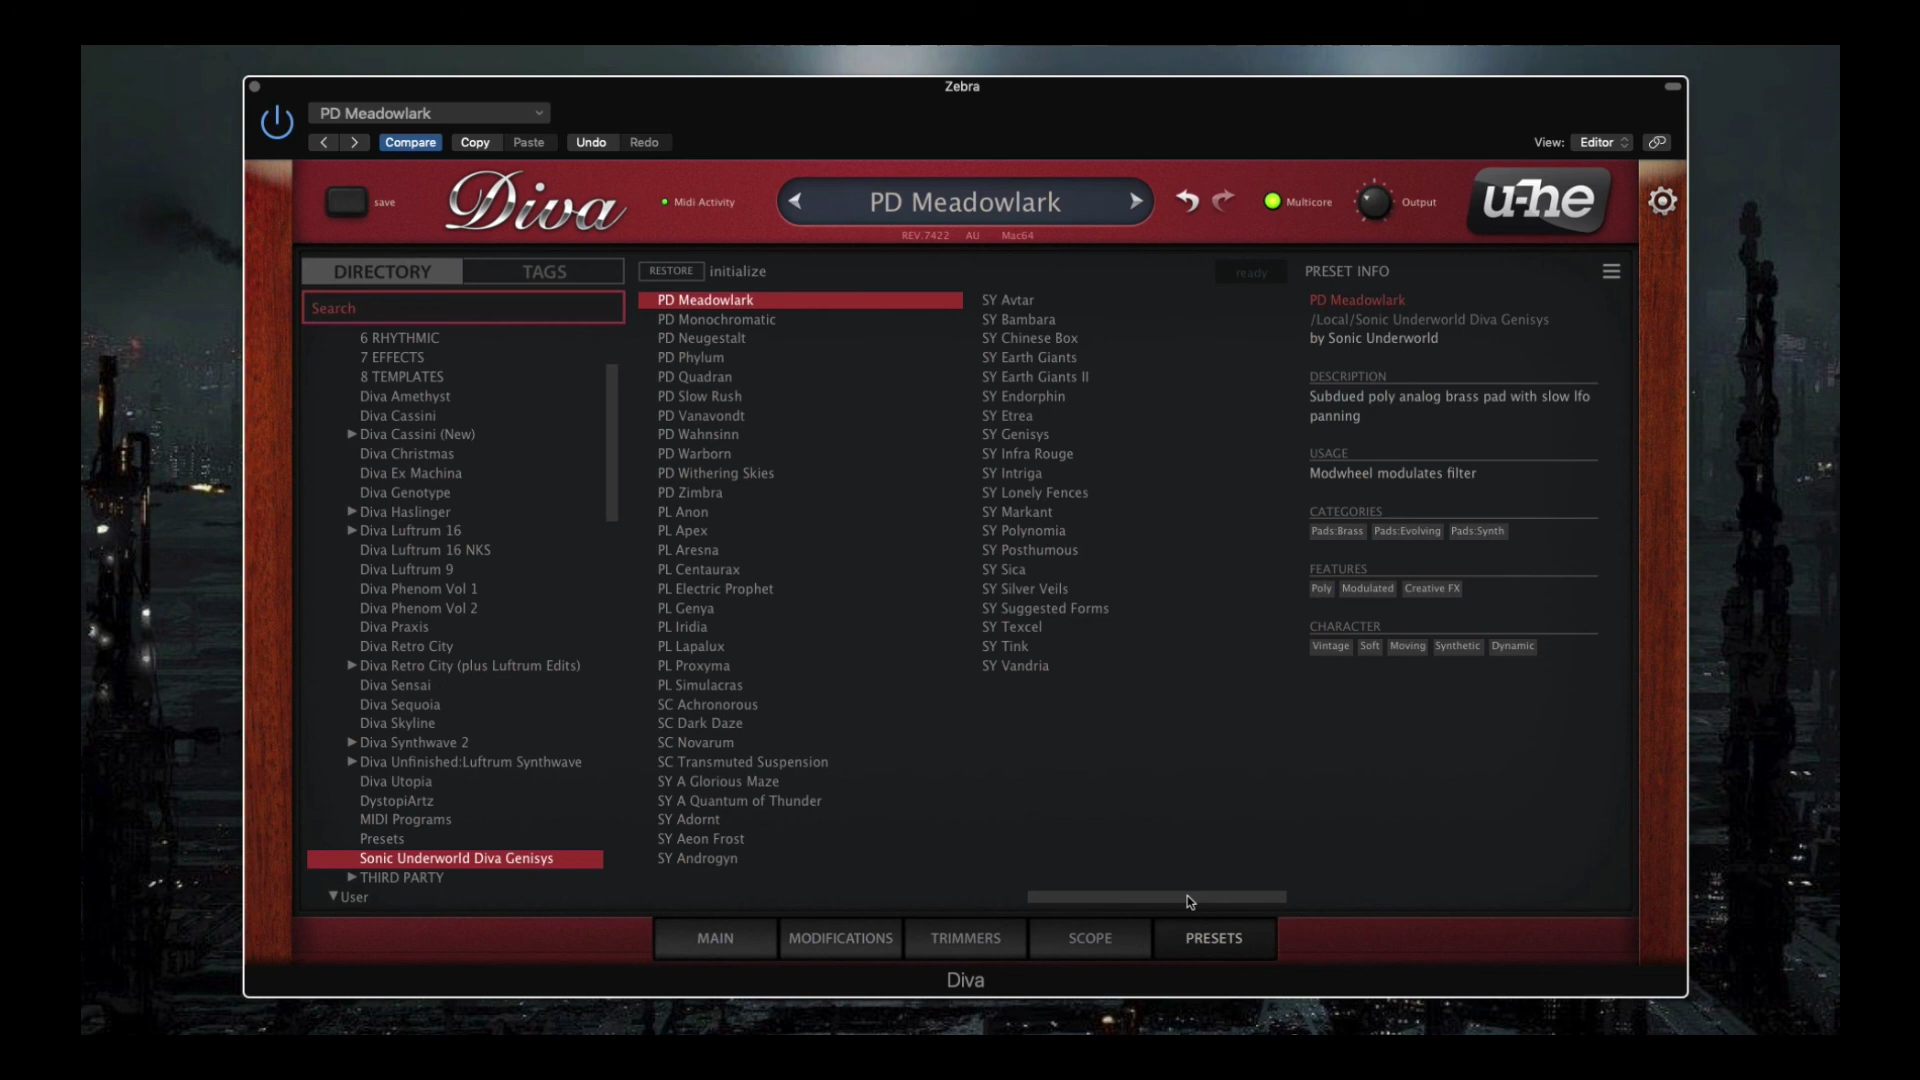 Zebra
PD Meadowlark
Compare
Copy
Paste
Undo
Redo
View:
Editor
save
Diva
Midi Activity
PD Meadowlark
Multicore
Output
u-he
REV.7422 AU Mac64
DIRECTORY
TAGS
RESTORE
initialize
ready
PRESET INFO
Search
6 RHYTHMIC
7 EFFECTS
8 TEMPLATES
Diva Amethyst
Diva Cassini
Diva Cassini (New)
Diva Christmas
Diva Ex Machina
Diva Genotype
Diva Haslinger
Diva Luftrum 16
Diva Luftrum 16 NKS
Diva Luftrum 9
Diva Phenom Vol 1
Diva Phenom Vol 2
Diva Praxis
Diva Retro City
Diva Retro City (plus Luftrum Edits)
Diva Sensai
Diva Sequoia
Diva Skyline
Diva Synthwave 2
Diva Unfinished:Luftrum Synthwave
Diva Utopia
DystopiArtz
MIDI Programs
Presets
Sonic Underworld Diva Genisys
THIRD PARTY
User
PD Meadowlark
PD Monochromatic
PD Neugestalt
PD Phylum
PD Quadran
PD Slow Rush
PD Vanavondt
PD Wahnsinn
PD Warborn
PD Withering Skies
PD Zimbra
PL Anon
PL Apex
PL Aresna
PL Centaurax
PL Electric Prophet
PL Genya
PL Iridia
PL Lapalux
PL Proxyma
PL Simulacras
SC Achronorous
SC Dark Daze
SC Novarum
SC Transmuted Suspension
SY A Glorious Maze
SY A Quantum of Thunder
SY Adornt
SY Aeon Frost
SY Androgyn
SY Avtar
SY Bambara
SY Chinese Box
SY Earth Giants
SY Earth Giants II
SY Endorphin
SY Etrea
SY Genisys
SY Infra Rouge
SY Intriga
SY Lonely Fences
SY Markant
SY Polynomia
SY Posthumous
SY Sica
SY Silver Veils
SY Suggested Forms
SY Texcel
SY Tink
SY Vandria
PD Meadowlark
/Local/Sonic Underworld Diva Genisys
by Sonic Underworld
DESCRIPTION
Subdued poly analog brass pad with slow lfo
panning
USAGE
Modwheel modulates filter
CATEGORIES
Pads:Brass Pads:Evolving Pads:Synth
FEATURES
Poly Modulated Creative FX
CHARACTER
Vintage Soft Moving Synthetic Dynamic
MAIN
MODIFICATIONS
TRIMMERS
SCOPE
PRESETS
Diva